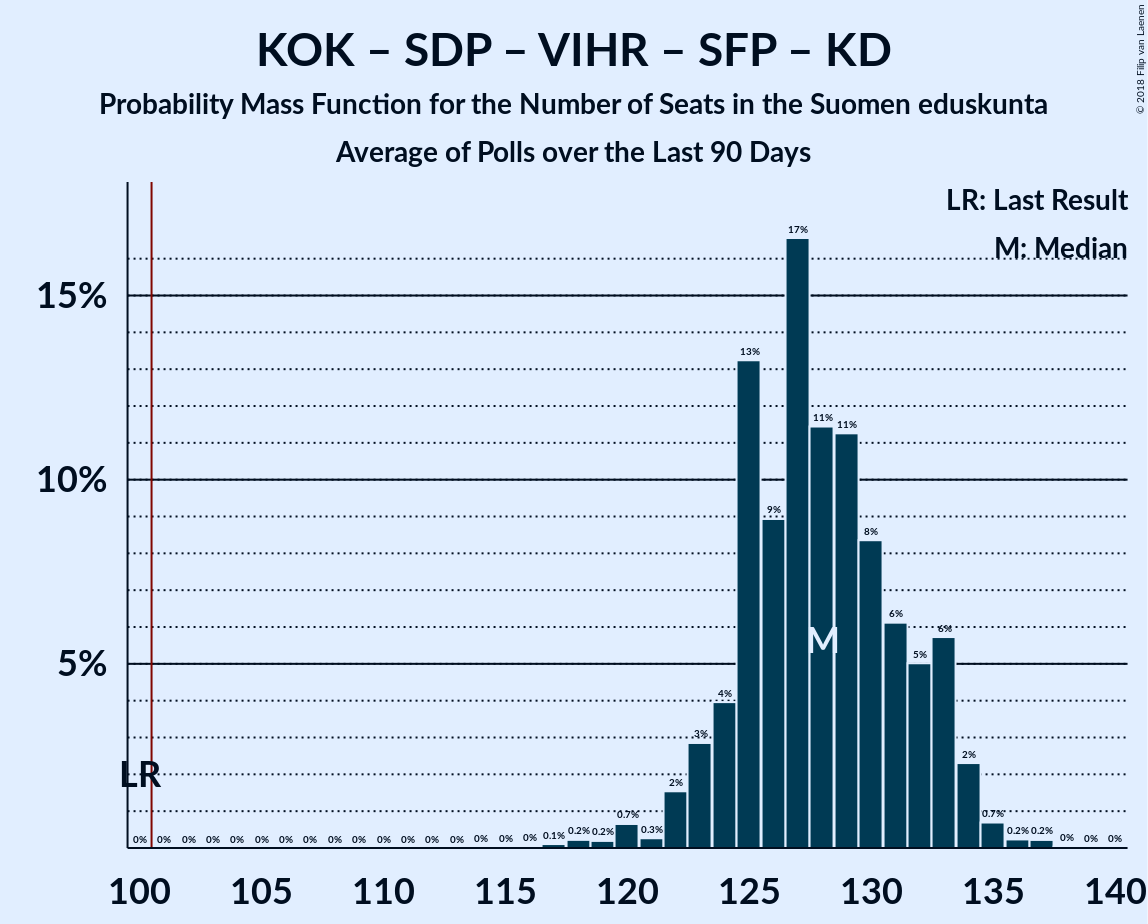 KOK – SDP – VIHR – SFP – KD
Probability Mass Function for the Number of Seats in the Suomen eduskunta
Average of Polls over the Last 90 Days
© 2018 Filip van Laenen
LR: Last Result
M: Median
15%
10%
5%
0% 0% 0% 0% 0% 0% 0% 0% 0% 0% 0% 0% 0% 0% 0% 0% 0% 0.1% 0.2% 0.2% 0.7% 0.3% 2% 3% 4% 13% 9% 17% 11% 11% 8% 6% 5% 6% 2% 0.7% 0.2% 0.2% 0% 0% 0%
M
LR
100 105 110 115 120 125 130 135 140